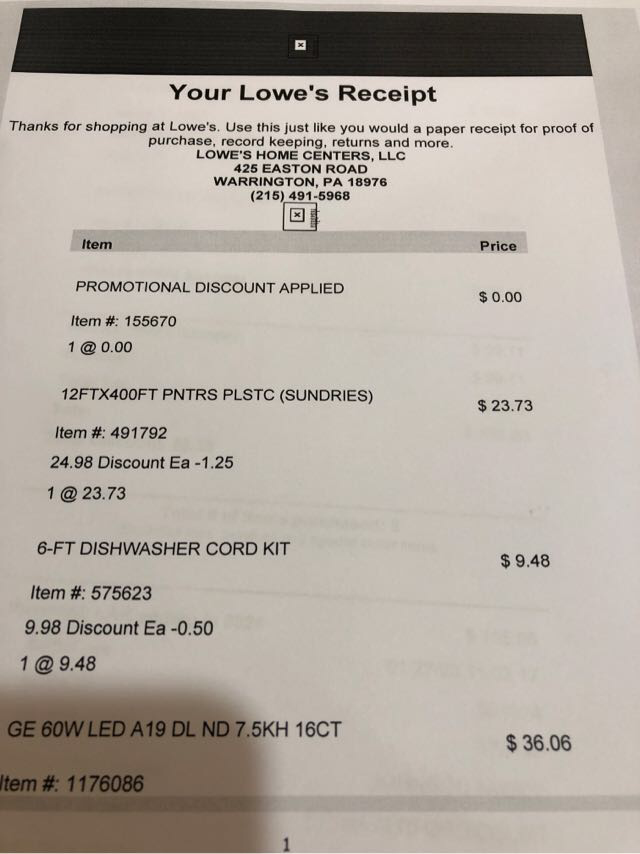 Your Lowe's Receipt
Thanks for shopping at Lowe's. Use this just like you would a paper receipt for proof of
purchase, record keeping, returns and more.
LOWE'S HOME CENTERS, LLC
425 EASTON ROAD
WARRINGTON, PA 18976
(215) 491-5968
Item Price
PROMOTIONAL DISCOUNT APPLIED $ 0.00
Item #: 155670
1 @ 0.00
12FTX400FT PNTRS PLSTC (SUNDRIES) $ 23.73
Item #: 491792
24.98 Discount Ea -1.25
1 @ 23.73
6-FT DISHWASHER CORD KIT $ 9.48
Item #: 575623
9.98 Discount Ea -0.50
1 @ 9.48
GE 60W LED A19 DL ND 7.5KH 16CT $ 36.06
Item #: 1176086
1